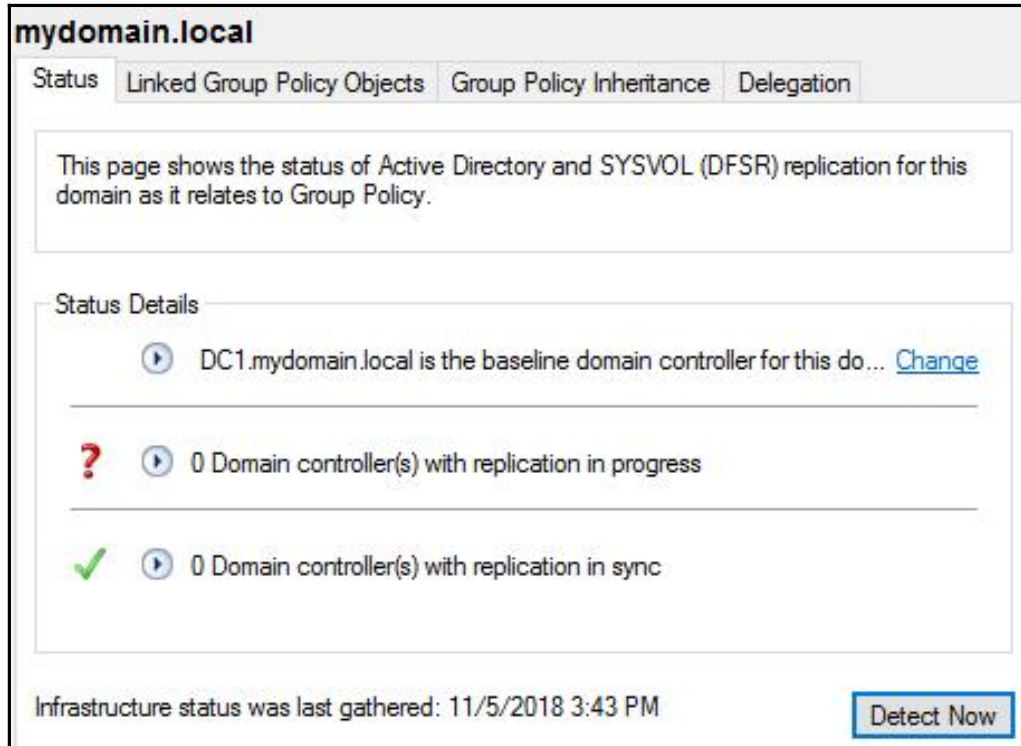 mydomain.local
Status
Linked Group Policy Objects
Group Policy Inheritance
Delegation
This page shows the status of Active Directory and SYSVOL (DFSR) replication for this
domain as it relates to Group Policy.
Status Details
DC1.mydomain.local is the baseline domain controller for this do... Change
0 Domain controller(s) with replication in progress
0 Domain controller(s) with replication in sync
Infrastructure status was last gathered: 11/5/2018 3:43 PM
Detect Now